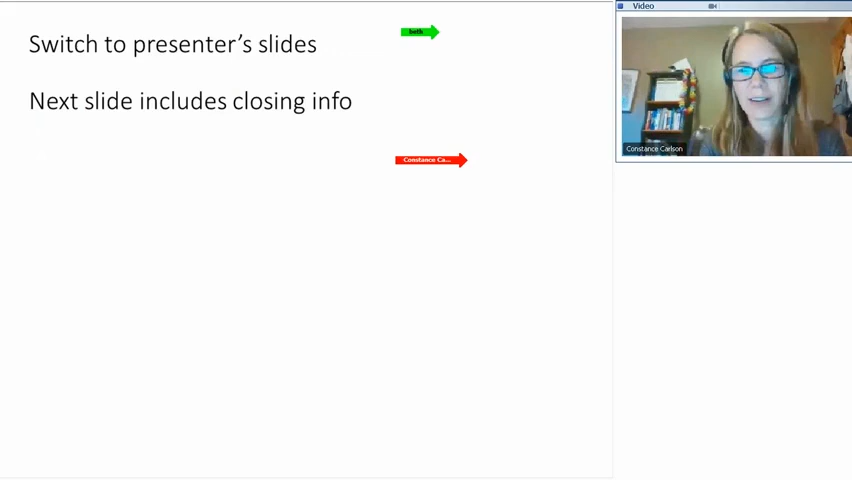 Video
Switch to presenter’s slides
beth
Next slide includes closing info
Constance Carlson
Constance Ca...